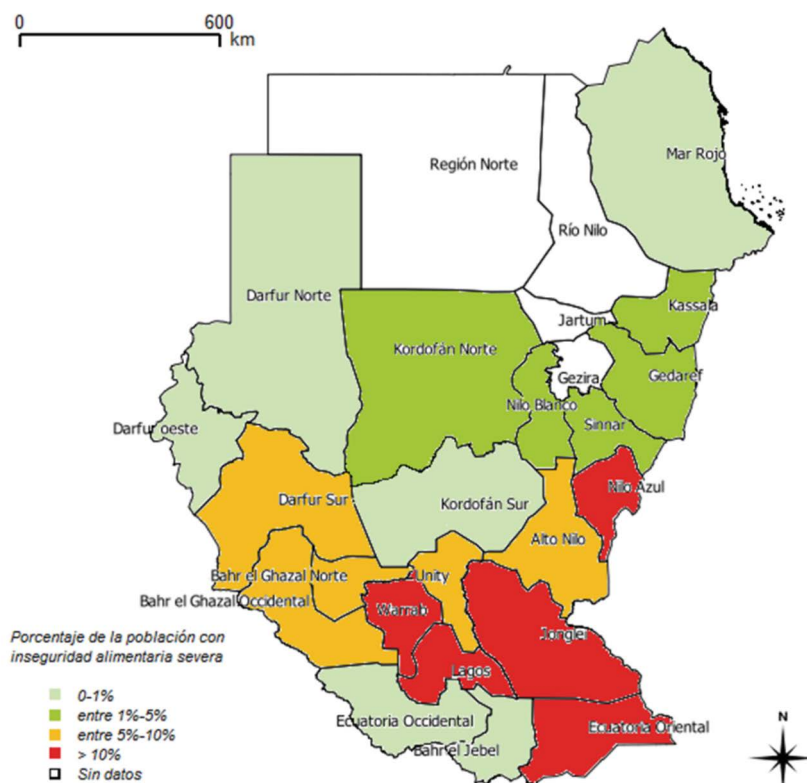 0 600
km
Mar Rojo
Región Norte
Río Nilo
Darfur Norte
Kassala
Jartum
Kordofán Norte
Gezira
Gedaref
Nilo Blanco
Sinnar
Darfur oeste
Nilo Azul
Darfur Sur
Kordofán Sur
Alto Nilo
Bahr el Ghazal Norte
Unity
Bahr el Ghazal Occidental
Warrab
Jonglei
Lagos
Ecuatoria Occidental
Ecuatoria Oriental
Bahr el Jebel
Porcentaje de la población con
inseguridad alimentaria severa
0-1%
entre 1%-5%
entre 5%-10%
> 10%
Sin datos
N